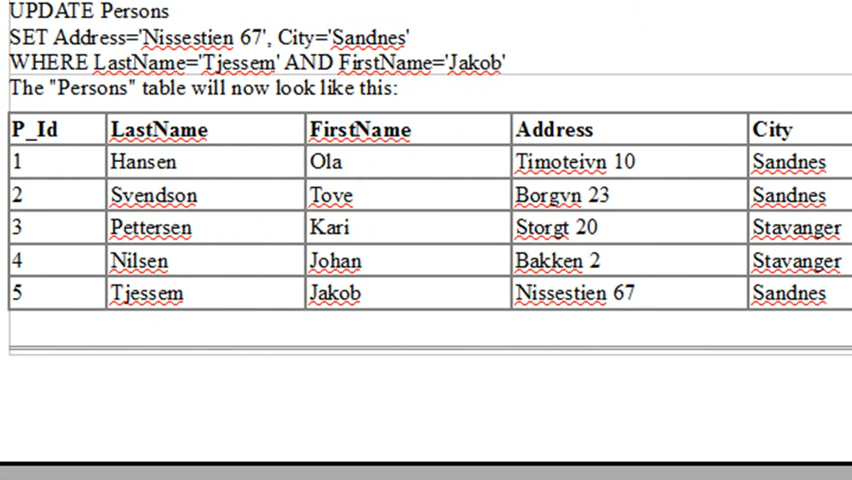 UPDATE Persons
SET Address='Nissestien 67', City='Sandnes'
WHERE LastName='Tjessem' AND FirstName='Jakob'
The "Persons" table will now look like this:
P_Id LastName FirstName Address City
1 Hansen Ola Timoteivn 10 Sandnes
2 Svendson Tove Borgvn 23 Sandnes
3 Pettersen Kari Storgt 20 Stavanger
4 Nilsen Johan Bakken 2 Stavanger
5 Tjessem Jakob Nissestien 67 Sandnes